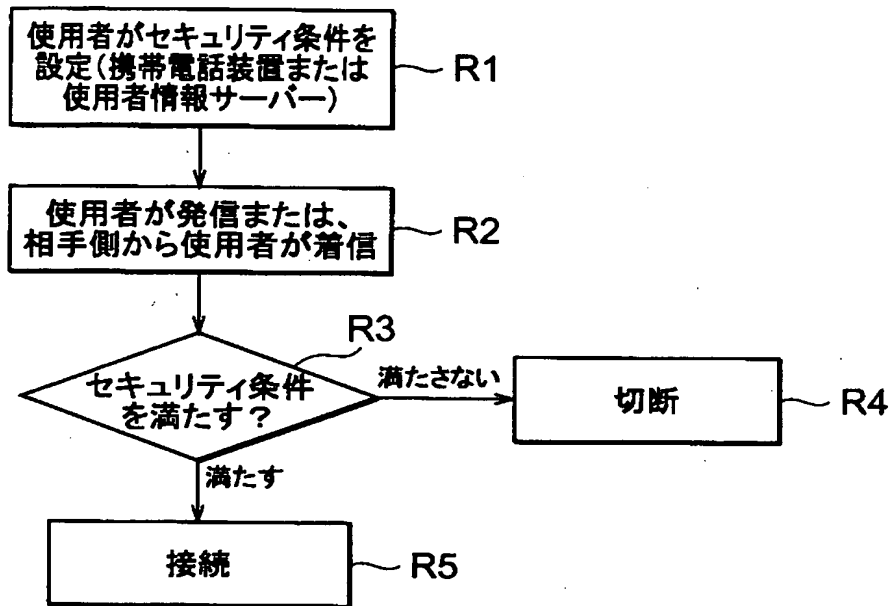 使用者がセキュリティ条件を
設定(携帯電話装置または
使用者情報サーバー)
R1
使用者が発信または、
相手側から使用者が着信
R2
R3
セキュリティ条件
を満たす？
満たさない
切断
R4
満たす
接続
R5